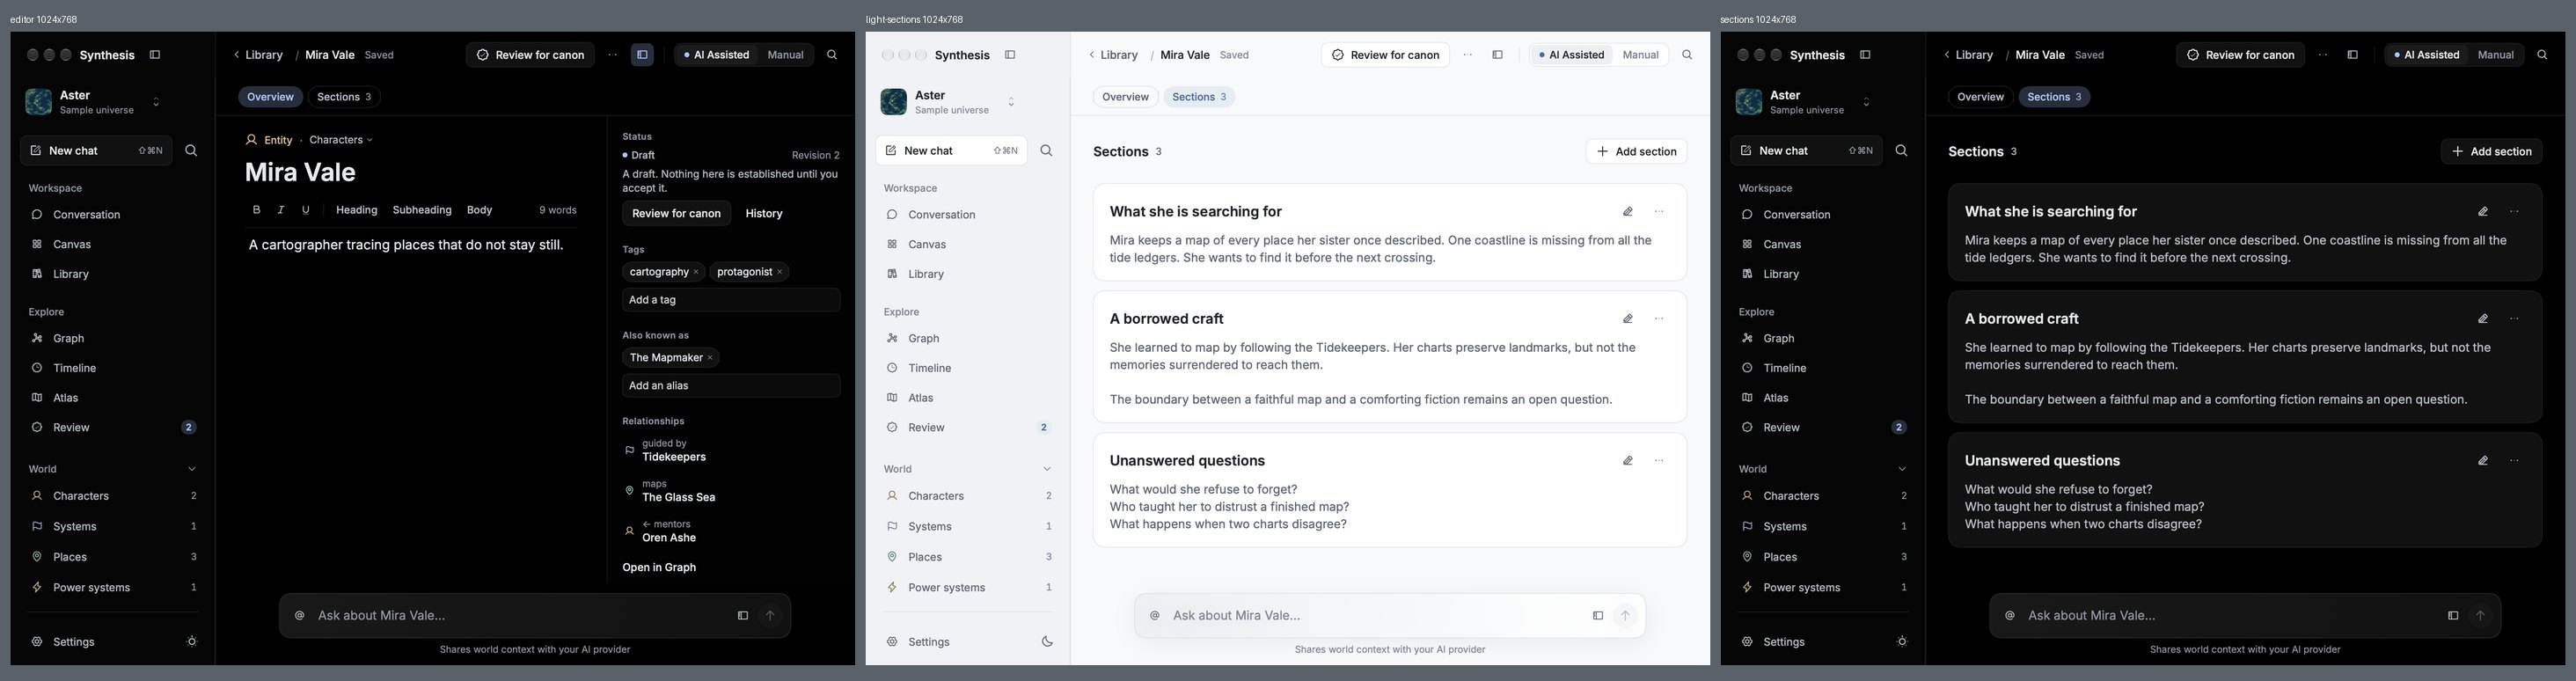 editor 1024x768
Synthesis
Library / Mira Vale Saved
Review for canon
AI Assisted Manual
Aster
Sample universe
Overview Sections 3
New chat ⇧⌘N
Workspace
Conversation
Canvas
Library
Explore
Graph
Timeline
Atlas
Review 2
World
Characters 2
Systems 1
Places 3
Power systems 1
Settings
Entity · Characters
Mira Vale
B I U Heading Subheading Body 9 words
A cartographer tracing places that do not stay still.
Status
Draft Revision 2
A draft. Nothing here is established until you
accept it.
Review for canon History
Tags
cartography × protagonist ×
Add a tag
Also known as
The Mapmaker ×
Add an alias
Relationships
guided by
Tidekeepers
maps
The Glass Sea
← mentors
Oren Ashe
Open in Graph
@ Ask about Mira Vale...
Shares world context with your AI provider
light-sections 1024x768
Synthesis
Library / Mira Vale Saved
Review for canon
AI Assisted Manual
Aster
Sample universe
Overview Sections 3
New chat ⇧⌘N
Workspace
Conversation
Canvas
Library
Explore
Graph
Timeline
Atlas
Review 2
World
Characters 2
Systems 1
Places 3
Power systems 1
Settings
Sections 3
+ Add section
What she is searching for
Mira keeps a map of every place her sister once described. One coastline is missing from all the
tide ledgers. She wants to find it before the next crossing.
A borrowed craft
She learned to map by following the Tidekeepers. Her charts preserve landmarks, but not the
memories surrendered to reach them.
The boundary between a faithful map and a comforting fiction remains an open question.
Unanswered questions
What would she refuse to forget?
Who taught her to distrust a finished map?
What happens when two charts disagree?
@ Ask about Mira Vale...
Shares world context with your AI provider
sections 1024x768
Synthesis
Library / Mira Vale Saved
Review for canon
AI Assisted Manual
Aster
Sample universe
Overview Sections 3
New chat ⇧⌘N
Workspace
Conversation
Canvas
Library
Explore
Graph
Timeline
Atlas
Review 2
World
Characters 2
Systems 1
Places 3
Power systems 1
Settings
Sections 3
+ Add section
What she is searching for
Mira keeps a map of every place her sister once described. One coastline is missing from all the
tide ledgers. She wants to find it before the next crossing.
A borrowed craft
She learned to map by following the Tidekeepers. Her charts preserve landmarks, but not the
memories surrendered to reach them.
The boundary between a faithful map and a comforting fiction remains an open question.
Unanswered questions
What would she refuse to forget?
Who taught her to distrust a finished map?
What happens when two charts disagree?
@ Ask about Mira Vale...
Shares world context with your AI provider